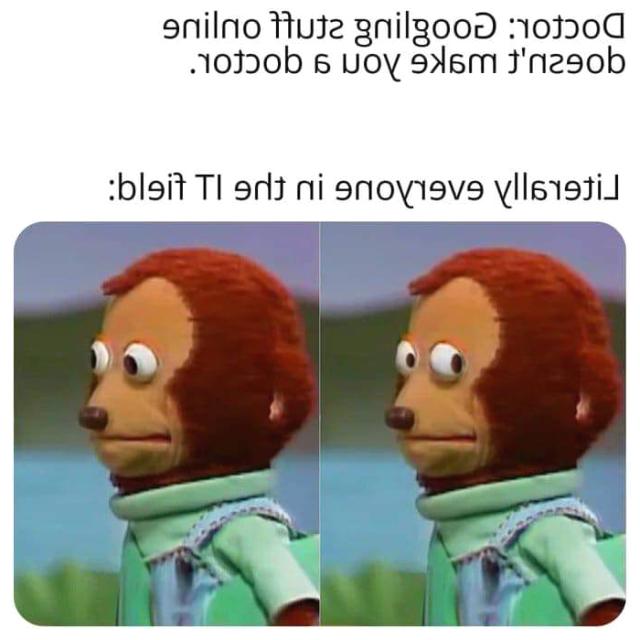 Doctor: Googling stuff online
doesn't make you a doctor.
Literally everyone in the IT field: